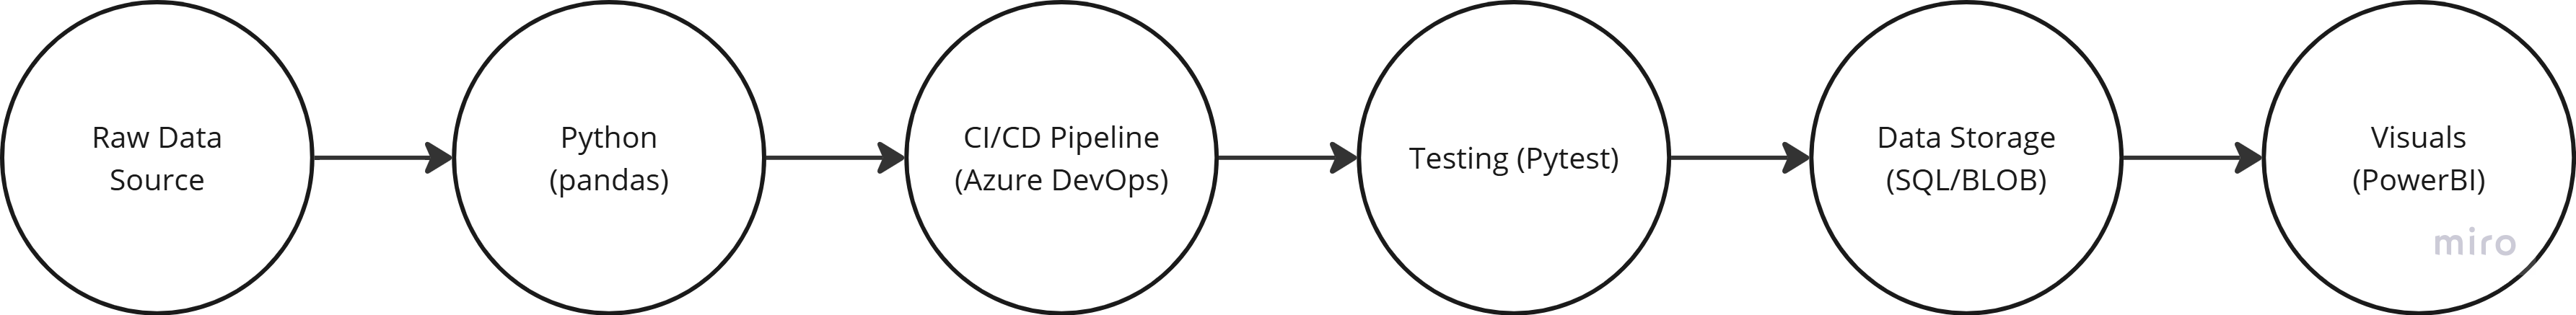 Raw Data
Source
Python
(pandas)
CI/CD Pipeline
(Azure DevOps)
Testing (Pytest)
Data Storage
(SQL/BLOB)
Visuals
(PowerBI)
miro